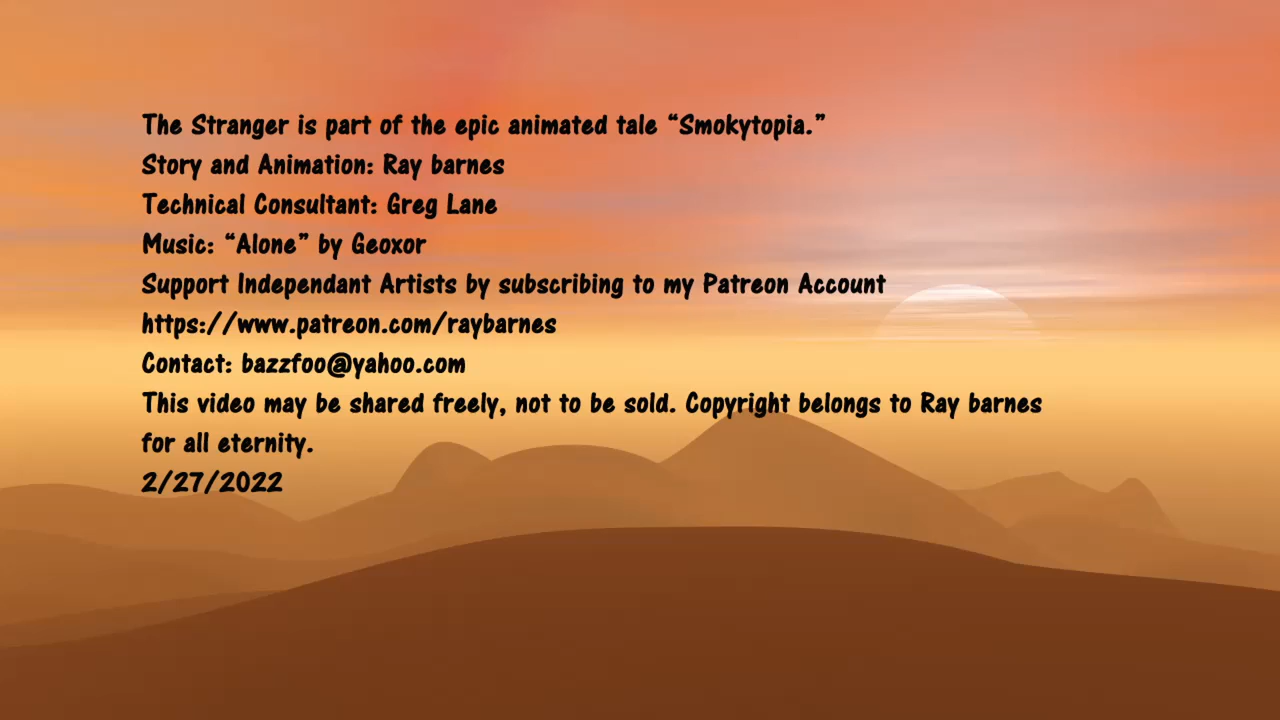 The Stranger is part of the epic animated tale “Smokytopia.”
Story and Animation: Ray barnes
Technical Consultant: Greg Lane
Music: “Alone” by Geoxor
Support Independant Artists by subscribing to my Patreon Account
https://www.patreon.com/raybarnes
Contact: bazzfoo@yahoo.com
This video may be shared freely, not to be sold. Copyright belongs to Ray barnes
for all eternity.
2/27/2022